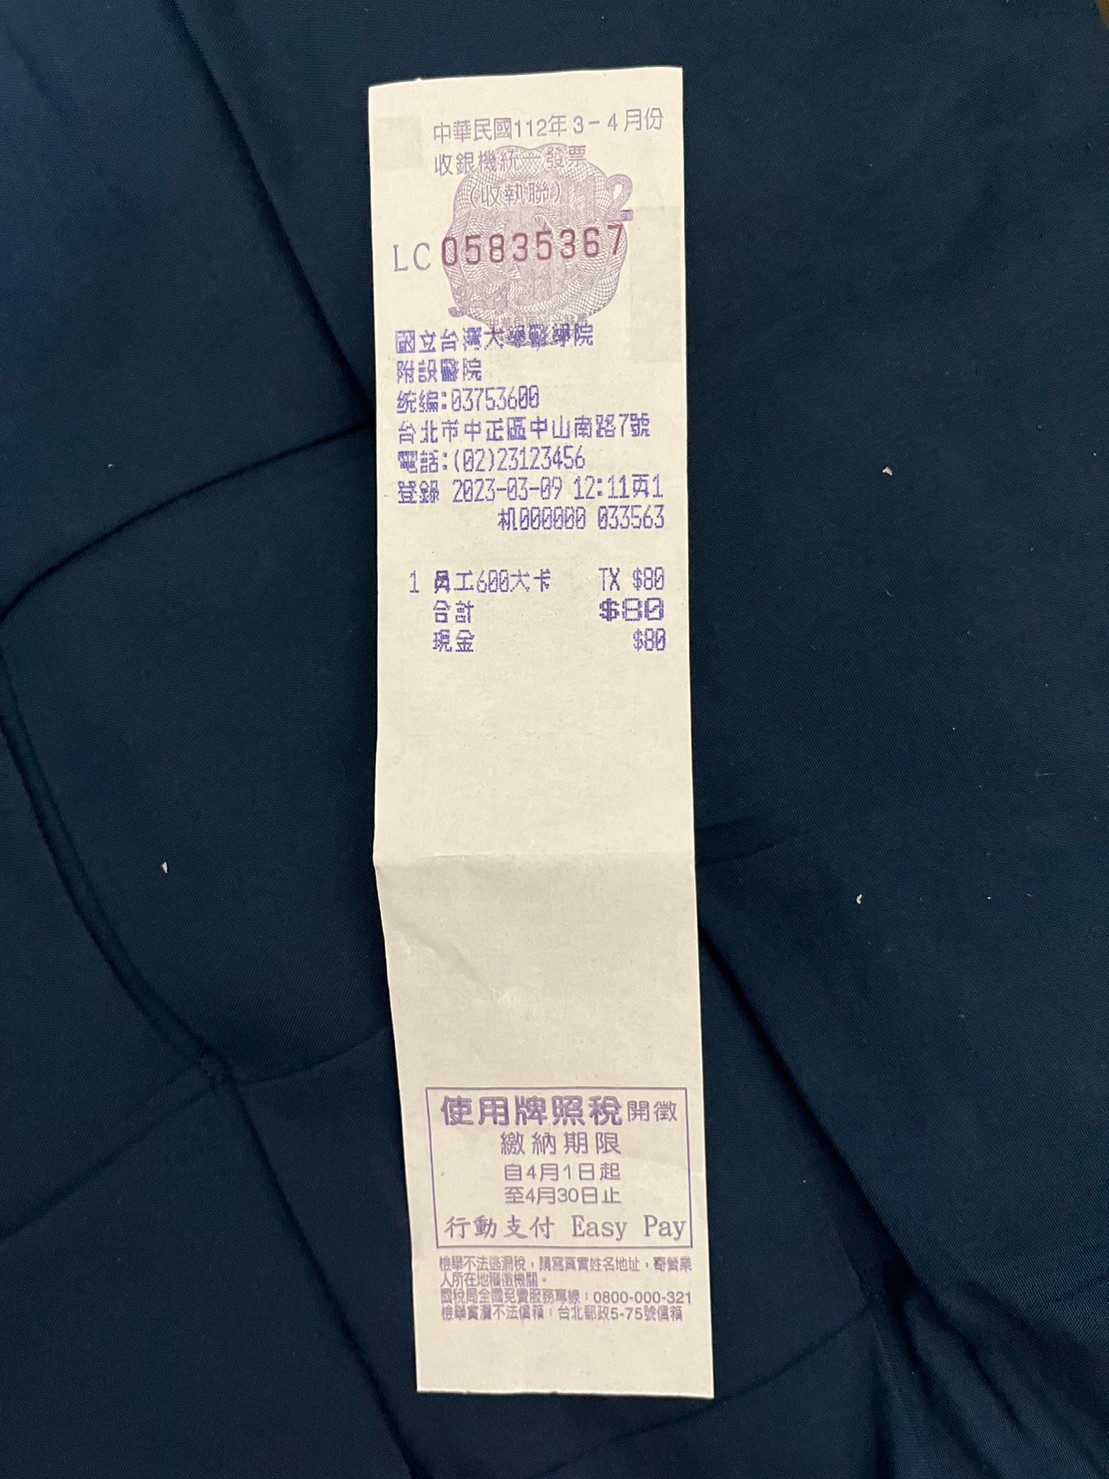 中華民國112年3-4月份
收銀機統一發票
(收執聯)
112
LC05835367
國立台灣大學醫學院
附設醫院
統編:03753600
台北市中正區中山南路7號
電話:(02)23123456
登錄 2023-03-09 12:11頁1
机000000 033563
1 員工600大卡 TX $80
合計 $80
現金 $80
使用牌照稅開徵
繳納期限
自4月1日起
至4月30日止
行動支付 Easy Pay
檢舉不法逃漏稅，請寫真實姓名地址，寄營業
人所在地稽徵機關。
國稅局全國免費服務專線：0800-000-321
檢舉賣漏不法信箱：台北郵政5-75號信箱